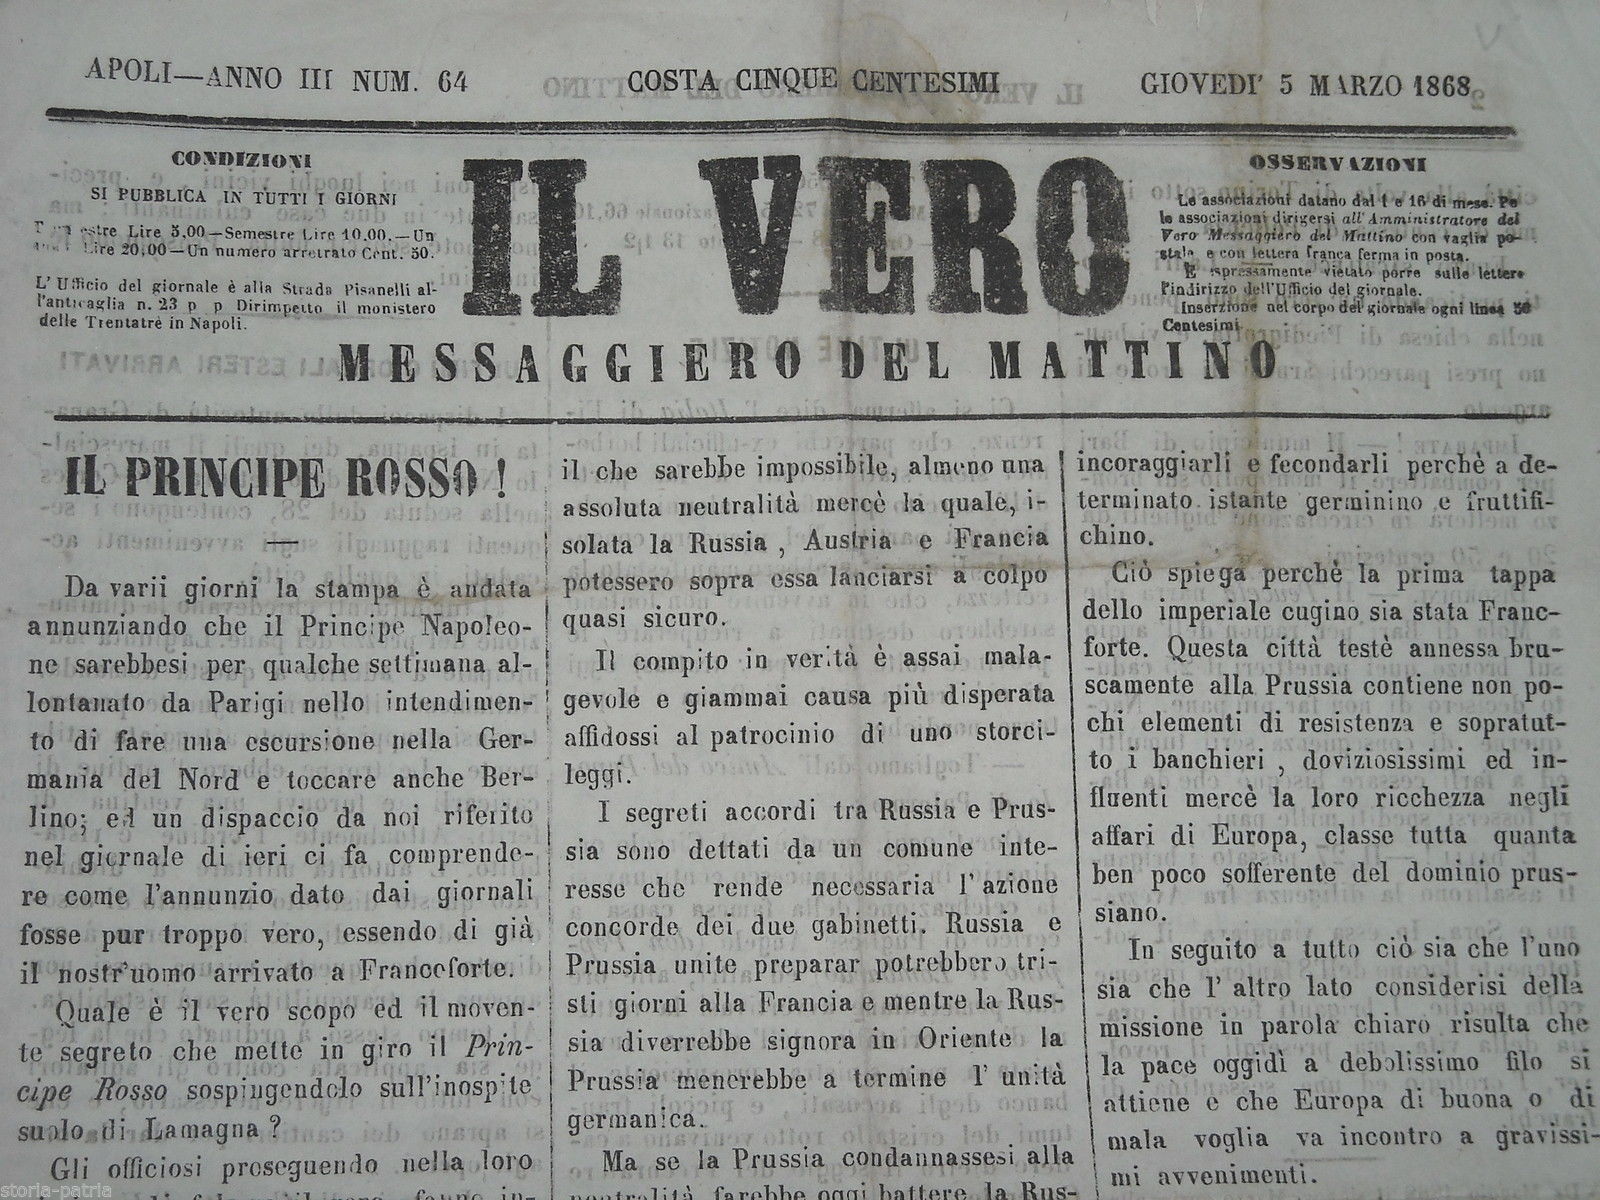 APOLI—ANNO III NUM. 64
COSTA CINQUE CENTESIMI
GIOVEDI' 5 MARZO 1868
CONDIZIONI
SI PUBBLICA IN TUTTI I GIORNI
estre Lire 5,00—Semestre Lire 10,00.—Un
Lire 20,00—Un numero arretrato Cent. 50.
L'Ufficio del giornale è alla Strada Pisanelli al-
l'anticaglia n. 23 p p Dirimpetto il monistero
delle Trentatrè in Napoli.
IL VERO
MESSAGGIERO DEL MATTINO
OSSERVAZIONI
Le associazioni datano dal 1 e 16 di mese. Pe
le associazioni dirigersi all'Amministratore del
Vero Messaggiero del Mattino con vaglia po-
stale e con lettera franca ferma in posta.
È espressamente vietato porre sulle lettere
l'indirizzo dell'Ufficio del giornale.
Inserzione nel corpo del giornale ogni linea 50
Centesimi
IL PRINCIPE ROSSO !
Da varii giorni la stampa è andata
annunziando che il Principe Napoleo-
ne sarebbesi per qualche settimana al-
lontanato da Parigi nello intendimen-
to di fare una escursione nella Ger-
mania del Nord e toccare anche Ber-
lino; ed un dispaccio da noi riferito
nel giornale di ieri ci fa comprende-
re come l'annunzio dato dai giornali
fosse pur troppo vero, essendo di già
il nostr'uomo arrivato a Francoforte.
Quale è il vero scopo ed il moven-
te segreto che mette in giro il Prin-
cipe Rosso sospingendolo sull'inospite
suolo di Lamagna ?
Gli officiosi proseguendo nella loro
il che sarebbe impossibile, almeno una
assoluta neutralità mercè la quale, i-
solata la Russia , Austria e Francia
potessero sopra essa lanciarsi a colpo
quasi sicuro.
Il compito in verità è assai mala-
gevole e giammai causa più disperata
affidossi al patrocinio di uno storci-
leggi.
I segreti accordi tra Russia e Prus-
sia sono dettati da un comune inte-
resse che rende necessaria l'azione
concorde dei due gabinetti. Russia e
Prussia unite preparar potrebbero tri-
sti giorni alla Francia e mentre la Rus-
sia diverrebbe signora in Oriente la
Prussia menerebbe a termine l'unità
germanica.
Ma se la Prussia condannassesi alla
neutralità farebbe oggi battere la Rus-
incoraggiarli e fecondarli perchè a de-
terminato istante germinino e fruttifi-
chino.
Ciò spiega perchè la prima tappa
dello imperiale cugino sia stata Franc-
forte. Questa città testè annessa bru-
scamente alla Prussia contiene non po-
chi elementi di resistenza e sopratut-
to i banchieri , doviziosissimi ed in-
fluenti mercè la loro ricchezza negli
affari di Europa, classe tutta quanta
ben poco sofferente del dominio prus-
siano.
In seguito a tutto ciò sia che l'uno
sia che l'altro lato considerisi della
missione in parola chiaro risulta che
la pace oggidì a debolissimo filo si
attiene e che Europa di buona o di
mala voglia va incontro a gravissi-
mi avvenimenti.
storia-patria